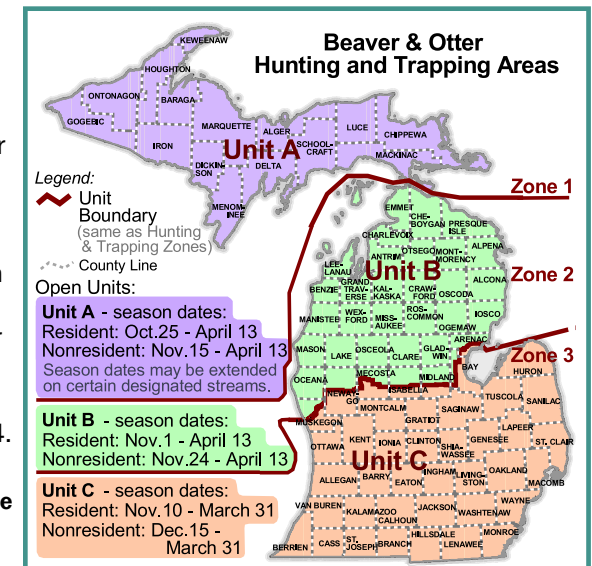 Beaver & Otter
Hunting and Trapping Areas
KEWEENAW
HOUGHTON
ONTONAGON
BARAGA
GOGEBIC
IRON
MARQUETTE
ALGER
LUCE
CHIPPEWA
SCHOOL-
CRAFT
MACKINAC
DICKIN-
SON
DELTA
MENOM-
INEE
Unit A
Zone 1
Legend:
Unit
Boundary
(same as Hunting
& Trapping Zones)
County Line
Open Units:
Unit A - season dates:
Resident: Oct.25 - April 13
Nonresident: Nov.15 - April 13
Season dates may be extended
on certain designated streams.
Unit B - season dates:
Resident: Nov.1 - April 13
Nonresident: Nov.24 - April 13
Unit C - season dates:
Resident: Nov.10 - March 31
Nonresident: Dec.15 -
March 31
EMMET
CHE-
BOYGAN
PRESQUE
ISLE
CHARLEVOIX
ANTRIM
OTSEGO
MONT-
MORENCY
ALPENA
LEE-
LANAU
Unit B
Zone 2
BENZIE
GRAND
TRAV-
ERSE
KAL-
KASKA
CRAW-
FORD
OSCODA
ALCONA
MANISTEE
WEX-
FORD
MISS-
AUKEE
ROS-
COMMON
OGEMAW
IOSCO
ARENAC
MASON
LAKE
OSCEOLA
CLARE
GLAD-
WIN
Zone 3
OCEANA
NEWAY-
GO
MECOSTA
ISABELLA
MIDLAND
BAY
HURON
MUSKEGON
MONTCALM
GRATIOT
SAGINAW
TUSCOLA
SANILAC
OTTAWA
KENT
IONIA
CLINTON
SHIA-
WASSEE
GENESEE
LAPEER
ST. CLAIR
Unit C
ALLEGAN
BARRY
EATON
INGHAM
LIVING-
STON
OAKLAND
MACOMB
VAN BUREN
KALAMAZOO
CALHOUN
JACKSON
WASHTENAW
WAYNE
BERRIEN
CASS
ST.
JOSEPH
BRANCH
HILLSDALE
LENAWEE
MONROE